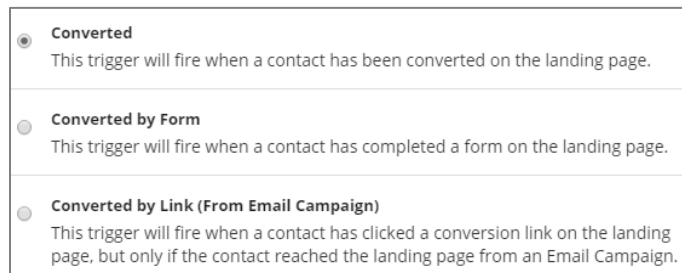 Converted
This trigger will fire when a contact has been converted on the landing page.
Converted by Form
This trigger will fire when a contact has completed a form on the landing page.
Converted by Link (From Email Campaign)
This trigger will fire when a contact has clicked a conversion link on the landing
page, but only if the contact reached the landing page from an Email Campaign.